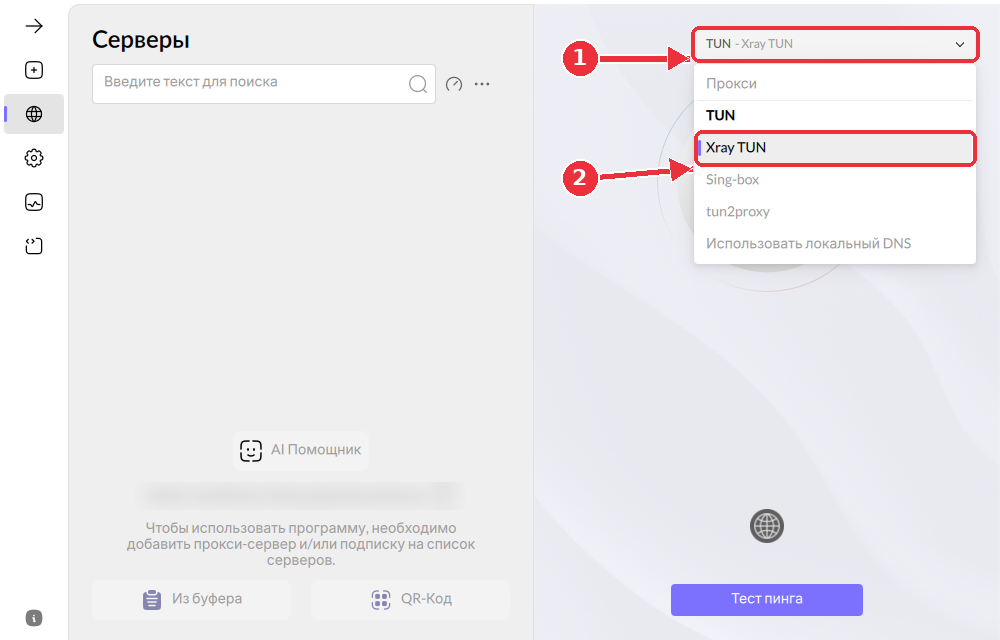 Серверы
Введите текст для поиска
1
TUN - Xray TUN
Прокси
TUN
Xray TUN
2
Sing-box
tun2proxy
Использовать локальный DNS
AI Помощник
Чтобы использовать программу, необходимо
добавить прокси-сервер и/или подписку на список
серверов.
Из буфера
QR-Код
Тест пинга